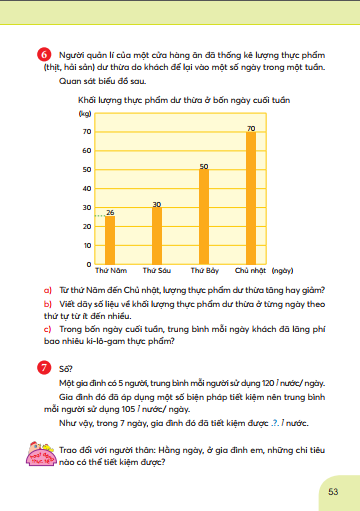 6 Người quản lí của một cửa hàng ăn đã thống kê lượng thực phẩm
(thịt, hải sản) dư thừa do khách để lại vào một số ngày trong một tuần.
Quan sát biểu đồ sau.
Khối lượng thực phẩm dư thừa ở bốn ngày cuối tuần
(kg)
70
60
50
40
30
20
10
0
26
30
50
70
Thứ Năm Thứ Sáu Thứ Bảy Chủ nhật (ngày)
a) Từ thứ Năm đến Chủ nhật, lượng thực phẩm dư thừa tăng hay giảm?
b) Viết dãy số liệu về khối lượng thực phẩm dư thừa ở từng ngày theo
thứ tự từ ít đến nhiều.
c) Trong bốn ngày cuối tuần, trung bình mỗi ngày khách đã lãng phí
bao nhiêu ki-lô-gam thực phẩm?
7 Số?
Một gia đình có 5 người, trung bình mỗi người sử dụng 120 l nước/ ngày.
Gia đình đó đã áp dụng một số biện pháp tiết kiệm nên trung bình
mỗi người sử dụng 105 l nước/ ngày.
Như vậy, trong 7 ngày, gia đình đó đã tiết kiệm được .?. l nước.
Trao đổi với người thân: Hằng ngày, ở gia đình em, những chi tiêu
nào có thể tiết kiệm được?
53